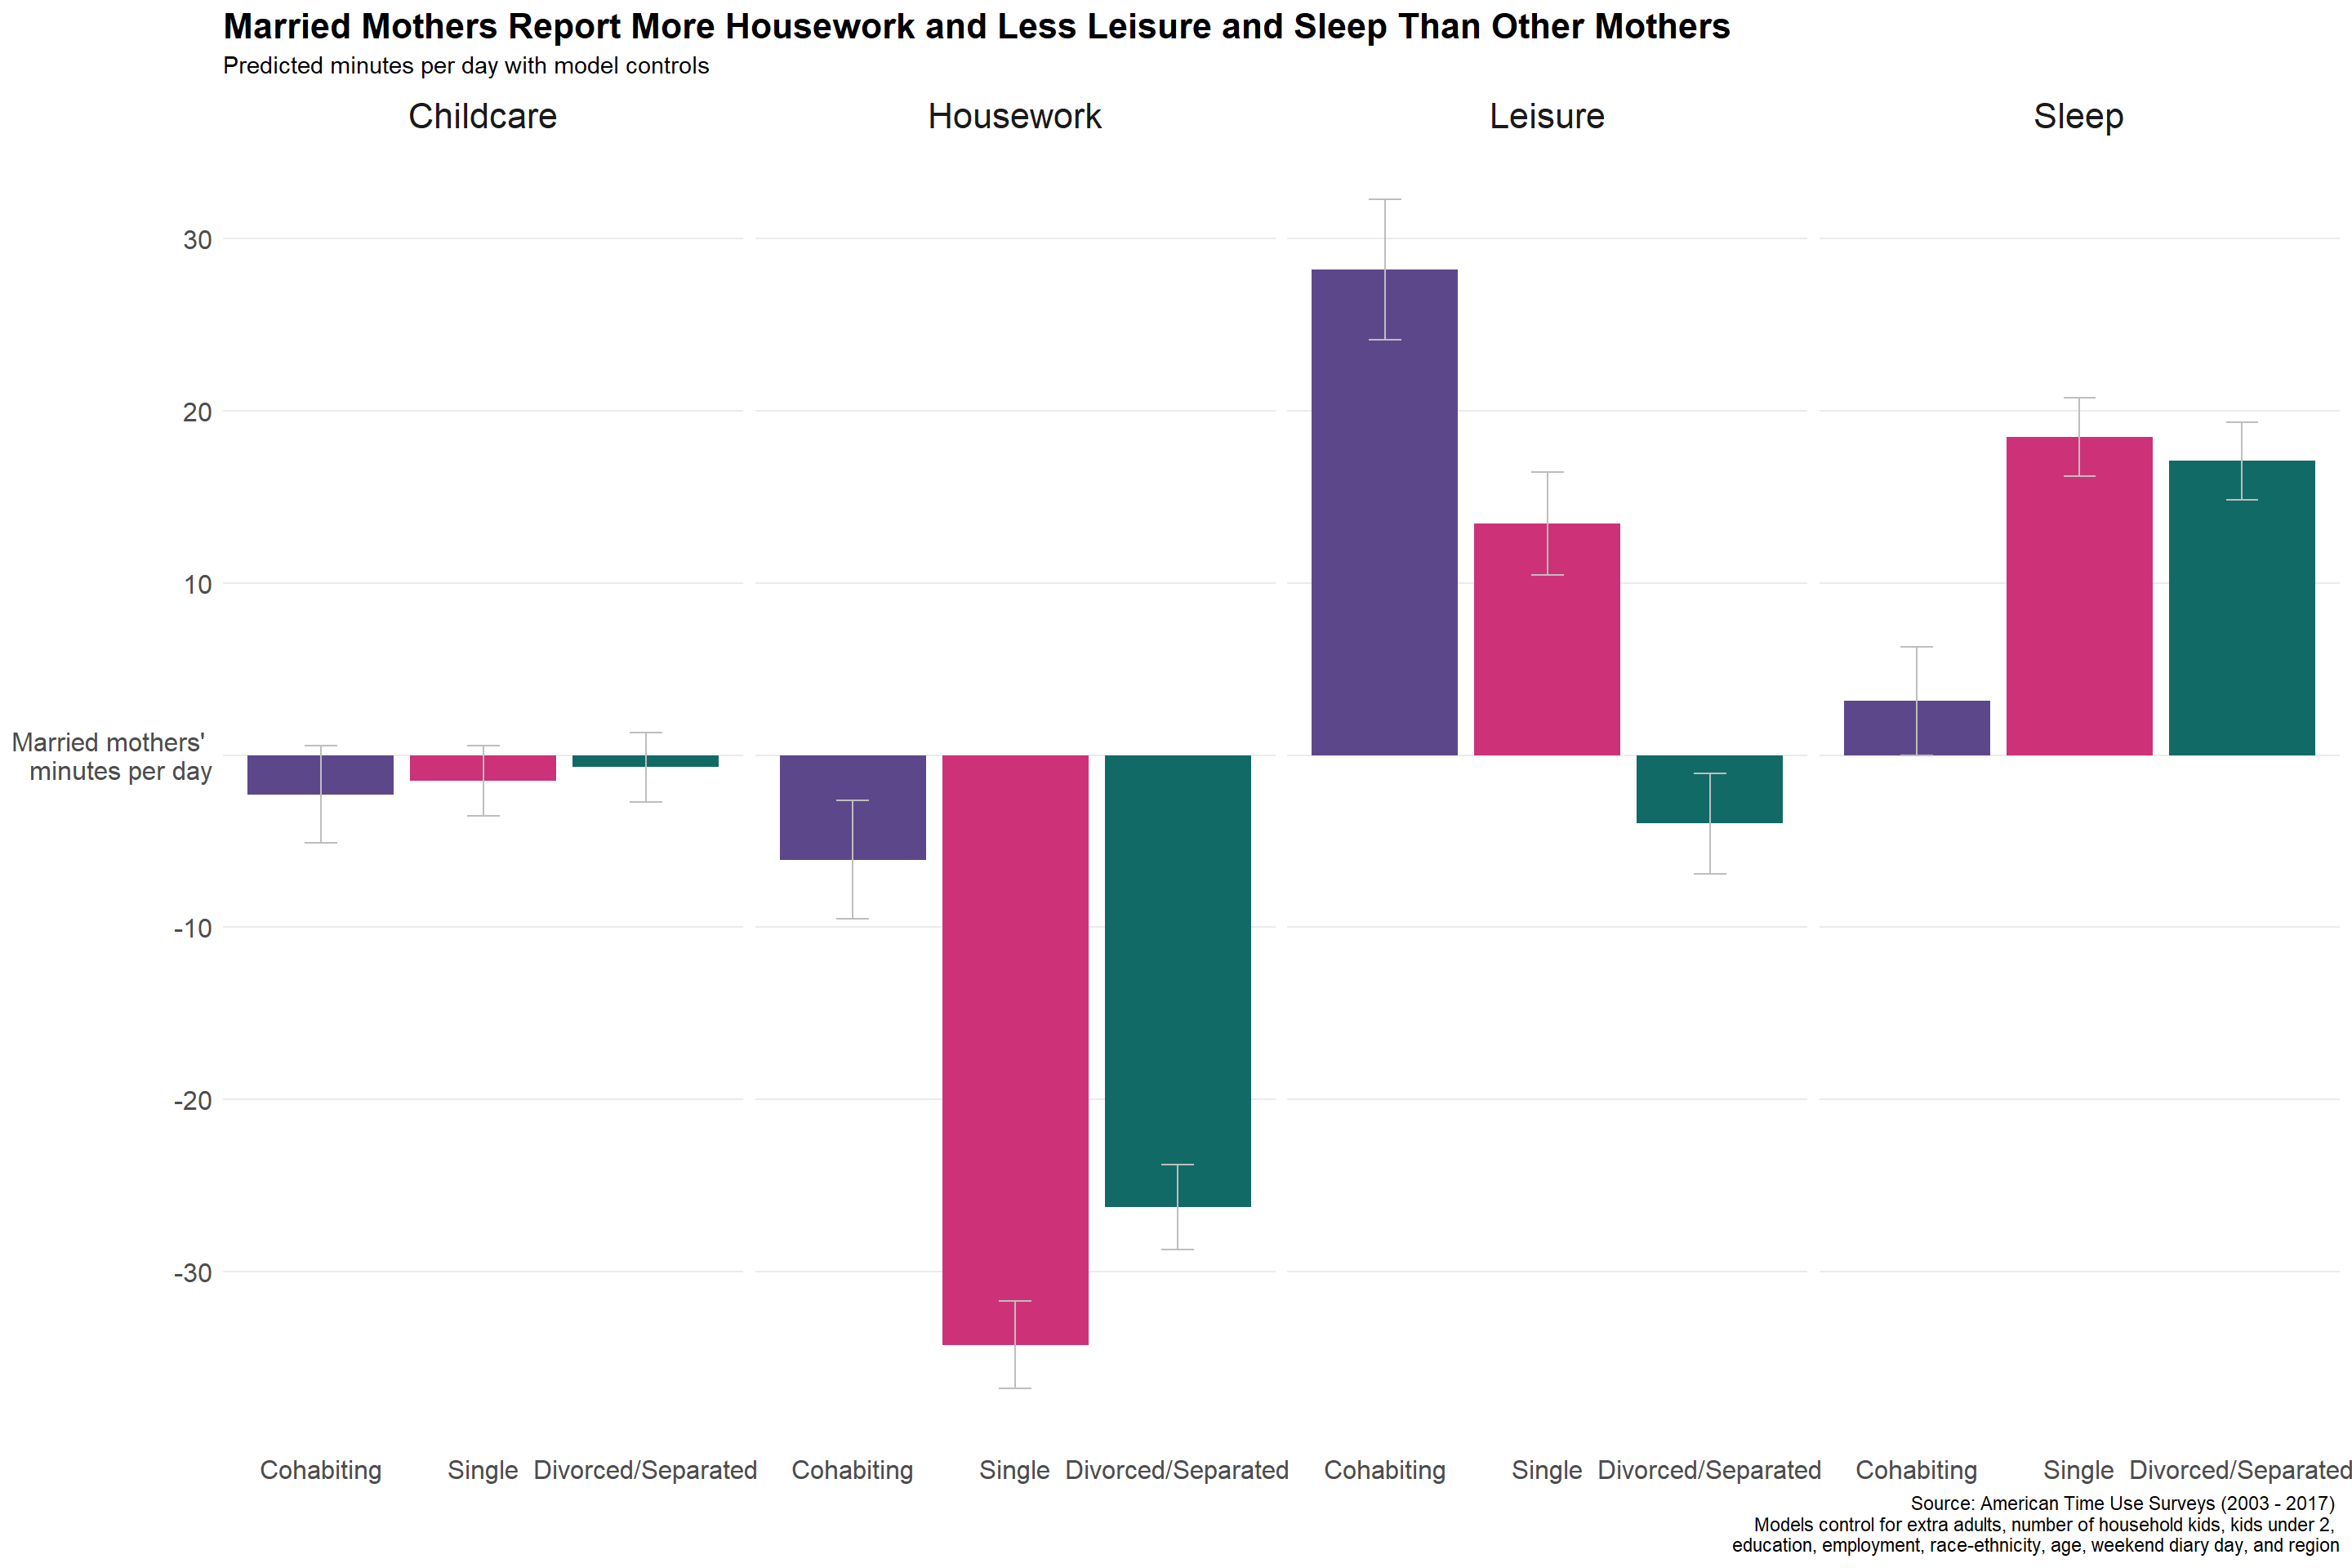 Married Mothers Report More Housework and Less Leisure and Sleep Than Other Mothers
Predicted minutes per day with model controls
Childcare
Housework
Leisure
Sleep
30
20
10
Married mothers'
minutes per day
-10
-20
-30
Cohabiting
Single
Divorced/Separated
Cohabiting
Single
Divorced/Separated
Cohabiting
Single
Divorced/Separated
Cohabiting
Single
Divorced/Separated
Source: American Time Use Surveys (2003 - 2017)
Models control for extra adults, number of household kids, kids under 2,
education, employment, race-ethnicity, age, weekend diary day, and region